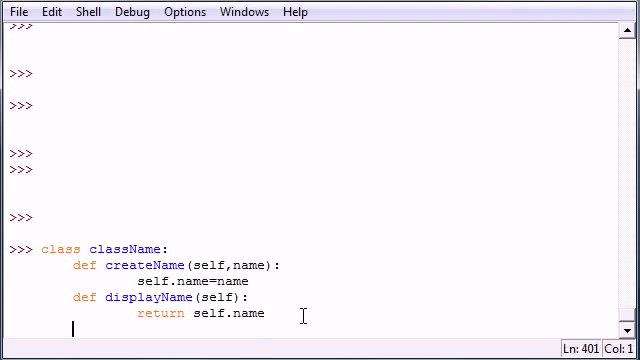 File Edit Shell Debug Options Windows Help
>>>
>>>
>>>
>>>
>>>
>>>
>>> class className:
def createName(self,name):
self.name=name
def displayName(self):
return self.name
Ln: 401 Col: 1